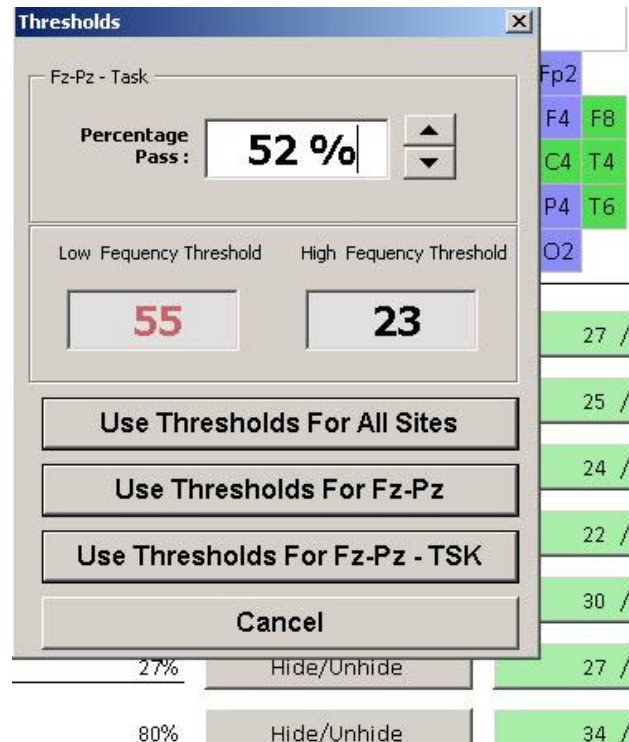 Thresholds
Fp2
Fz-Pz - Task
F4 F8
Percentage
Pass :
52 %
C4 T4
P4 T6
Low Fequency Threshold High Fequency Threshold
O2
55 23
27 /
25 /
Use Thresholds For All Sites
24 /
Use Thresholds For Fz-Pz
22 /
Use Thresholds For Fz-Pz - TSK
30 /
Cancel
27% Hide/Unhide 27 /
80% Hide/Unhide 34 /